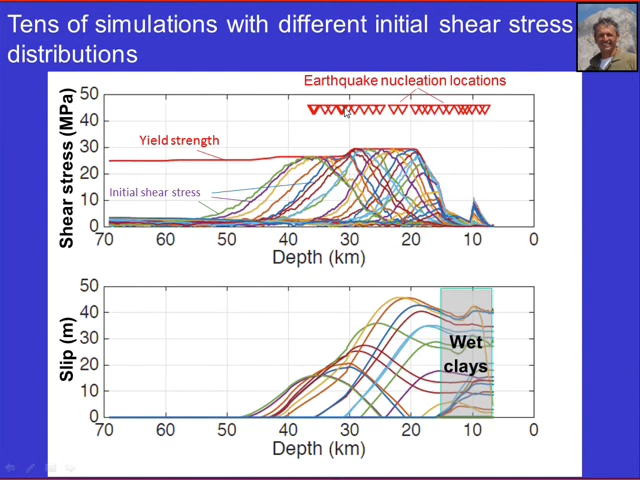 Tens of simulations with different initial shear stress
distributions
Earthquake nucleation locations
Shear stress (MPa)
50
40
30
20
10
0
Yield strength
Initial shear stress
70 60 50 40 30 20 10 0
Depth (km)
Slip (m)
50
40
30
20
10
0
Wet
clays
70 60 50 40 30 20 10 0
Depth (km)